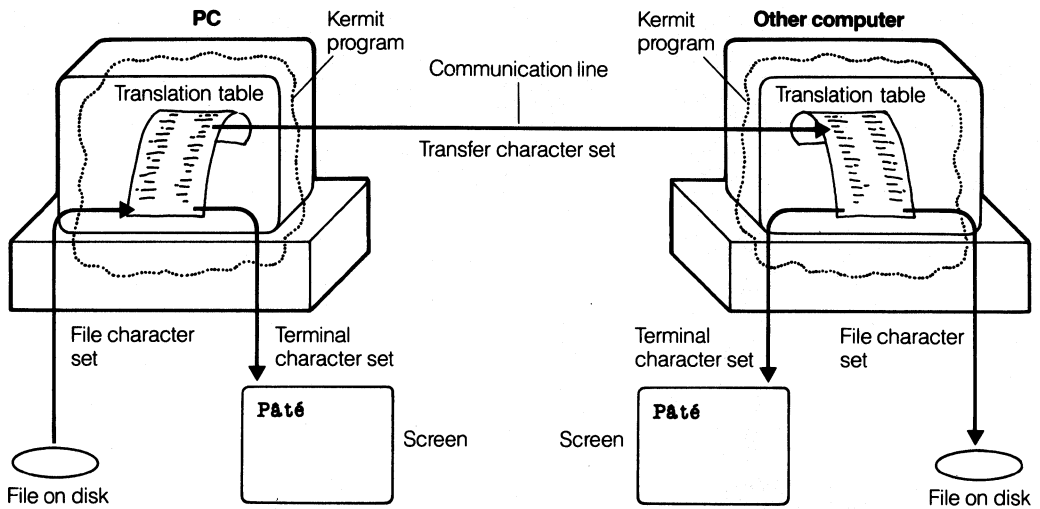 PC
Kermit
program
Translation table
Communication line
Transfer character set
Kermit
program
Other computer
Translation table
File character
set
Terminal
character set
Pâté
Screen
File on disk
Terminal
character set
File character
set
Screen
Pâté
File on disk